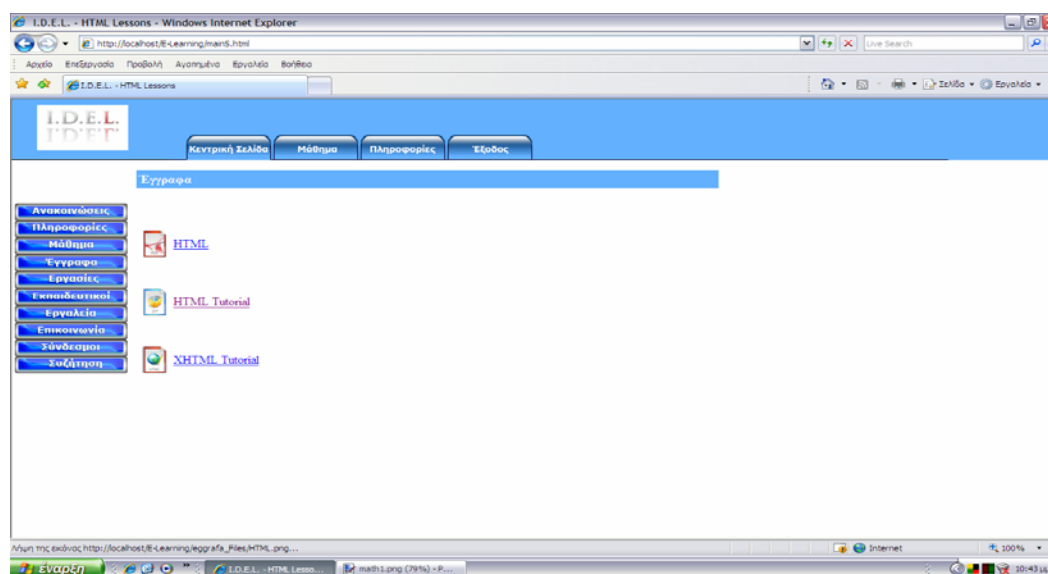 I.D.E.L. - HTML Lessons - Windows Internet Explorer
http://localhost/E-Learning/main5.html
Live Search
Αρχείο Επεξεργασία Προβολή Αγαπημένα Εργαλεία Βοήθεια
I.D.E.L. - HTML Lessons
Σελίδα Εργαλεία
I.D.E.L.
Κεντρική Σελίδα Μάθημα Πληροφορίες Έξοδος
Έγγραφα
Ανακοινώσεις
Πληροφορίες
Μάθημα
Έγγραφα
Εργασίες
Εκπαιδευτικοί
Εργαλεία
Επικοινωνία
Σύνδεσμοι
Συζήτηση
HTML
HTML Tutorial
XHTML Tutorial
Λήψη της εικόνας http://localhost/E-Learning/eggrafa_files/HTML.png...
Internet
100%
έναρξη
I.D.E.L. - HTML Lesso...
math1.png (79%) - P...
10:43 μμ